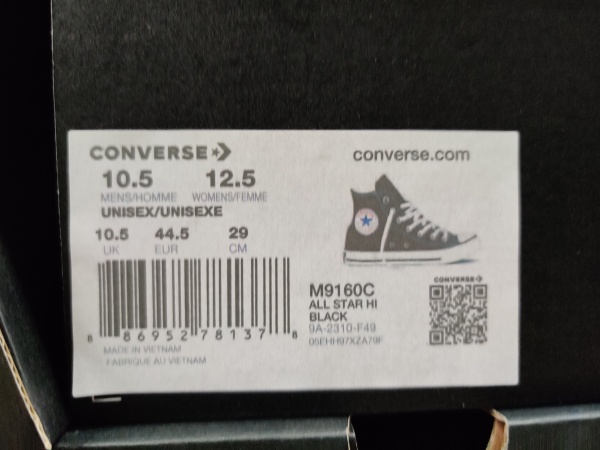 CONVERSE
converse.com
10.5 12.5
MENS/HOMME WOMENS/FEMME
UNISEX/UNISEXE
10.5 44.5 29
UK EUR CM
M9160C
ALL STAR HI
BLACK
9A-2310-F49
05EHH97XZA79F
CONVERSE
8 86952 78137 8
MADE IN VIETNAM
FABRIQUÉ AU VIETNAM